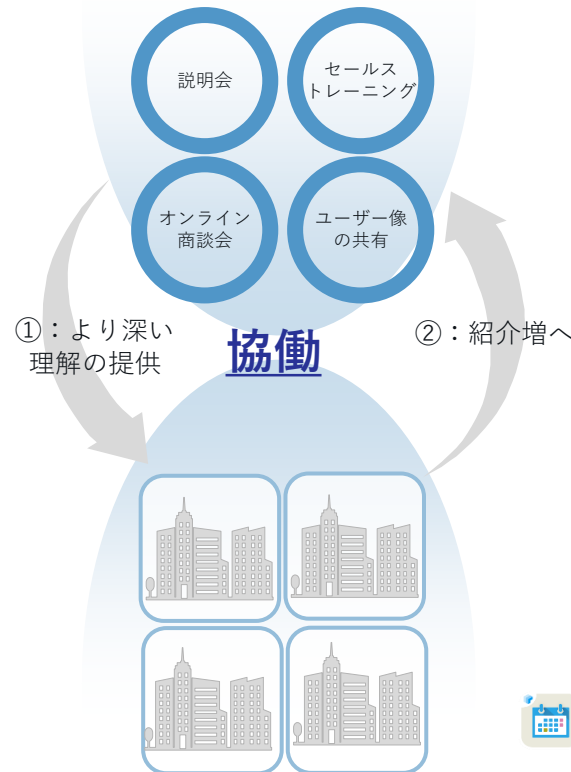 説明会
セールス
トレーニング
オンライン
商談会
ユーザー像
の共有
①：より深い
理解の提供
協働
②：紹介増へ